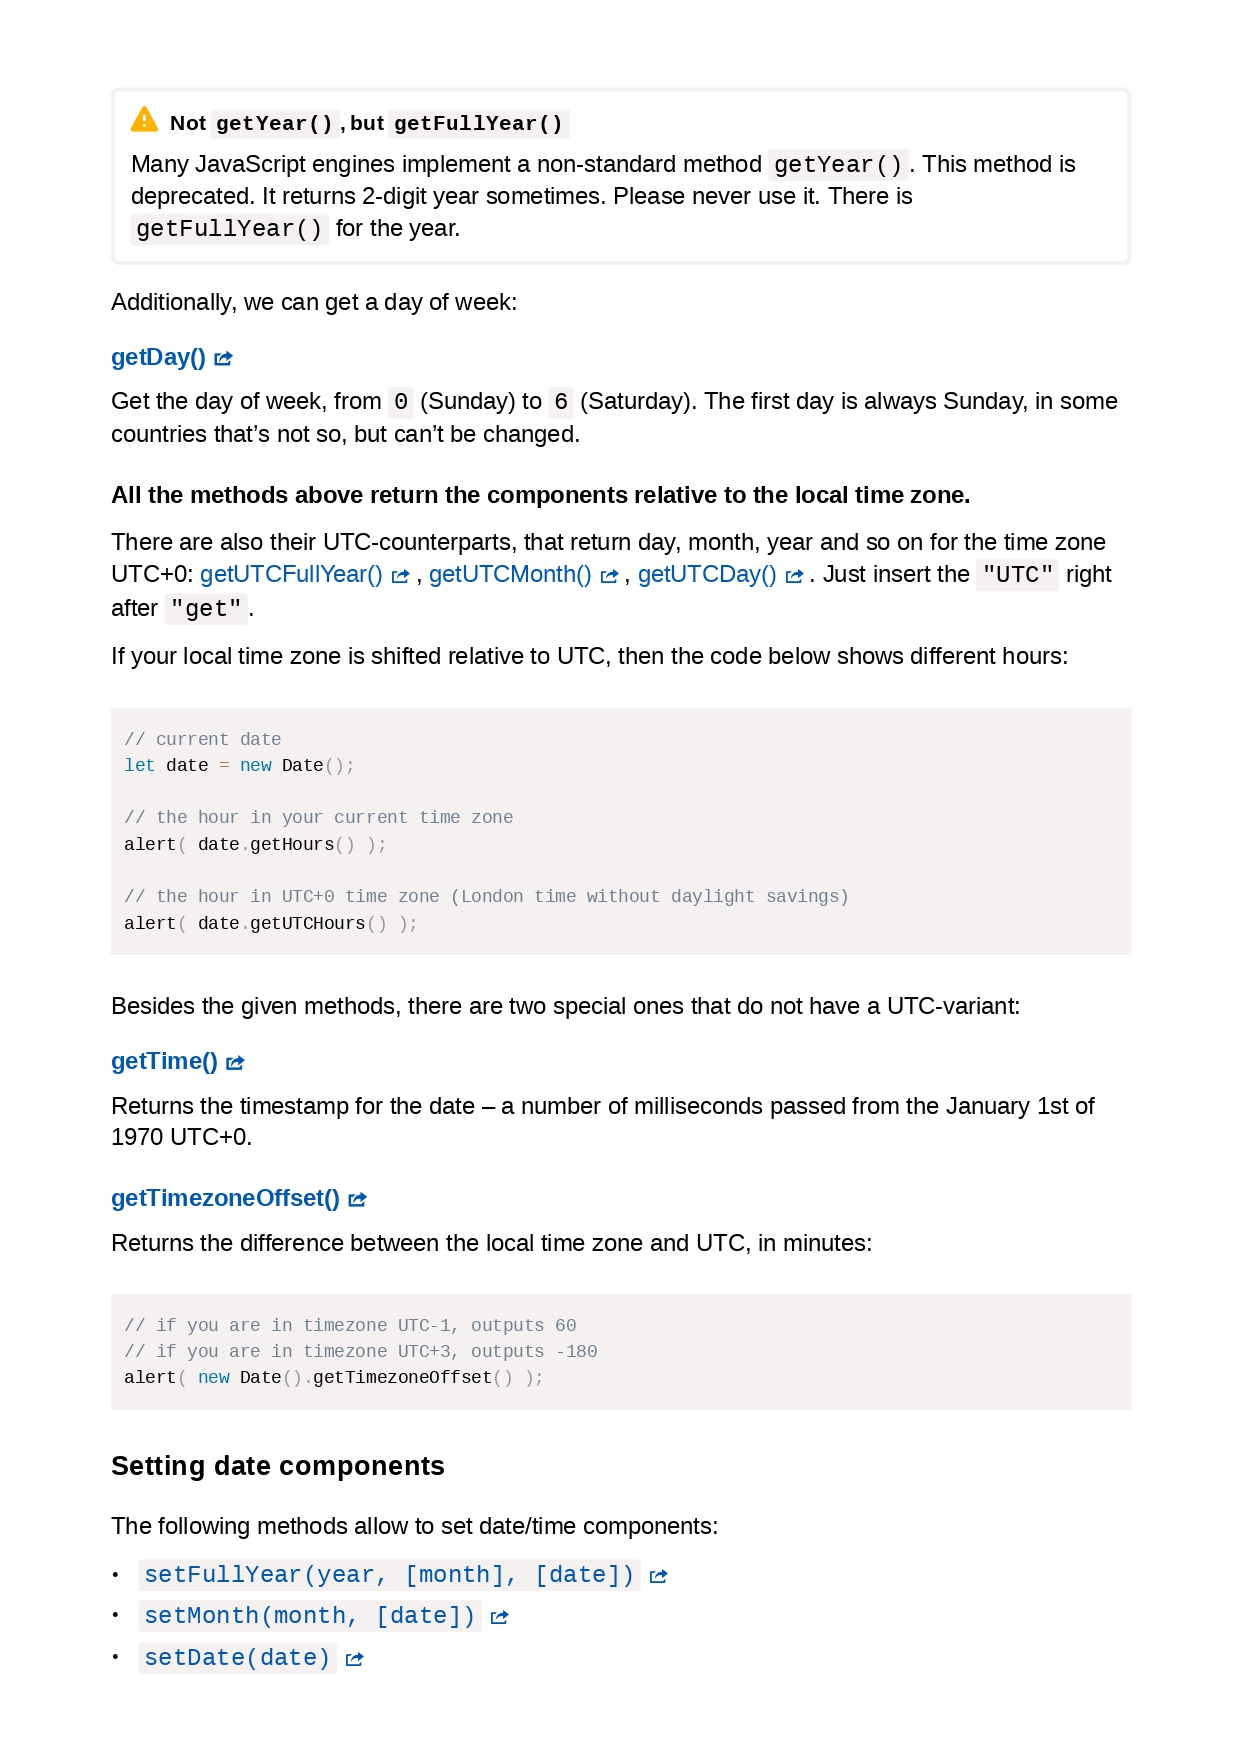 Not getYear(), but getFullYear()
Many JavaScript engines implement a non-standard method getYear(). This method is
deprecated. It returns 2-digit year sometimes. Please never use it. There is
getFullYear() for the year.
Additionally, we can get a day of week:
getDay()
Get the day of week, from 0 (Sunday) to 6 (Saturday). The first day is always Sunday, in some
countries that’s not so, but can’t be changed.
All the methods above return the components relative to the local time zone.
There are also their UTC-counterparts, that return day, month, year and so on for the time zone
UTC+0: getUTCFullYear() , getUTCMonth() , getUTCDay() . Just insert the "UTC" right
after "get".
If your local time zone is shifted relative to UTC, then the code below shows different hours:
// current date
let date = new Date();
// the hour in your current time zone
alert( date.getHours() );
// the hour in UTC+0 time zone (London time without daylight savings)
alert( date.getUTCHours() );
Besides the given methods, there are two special ones that do not have a UTC-variant:
getTime()
Returns the timestamp for the date – a number of milliseconds passed from the January 1st of
1970 UTC+0.
getTimezoneOffset()
Returns the difference between the local time zone and UTC, in minutes:
// if you are in timezone UTC-1, outputs 60
// if you are in timezone UTC+3, outputs -180
alert( new Date().getTimezoneOffset() );
Setting date components
The following methods allow to set date/time components:
• setFullYear(year, [month], [date])
• setMonth(month, [date])
• setDate(date)